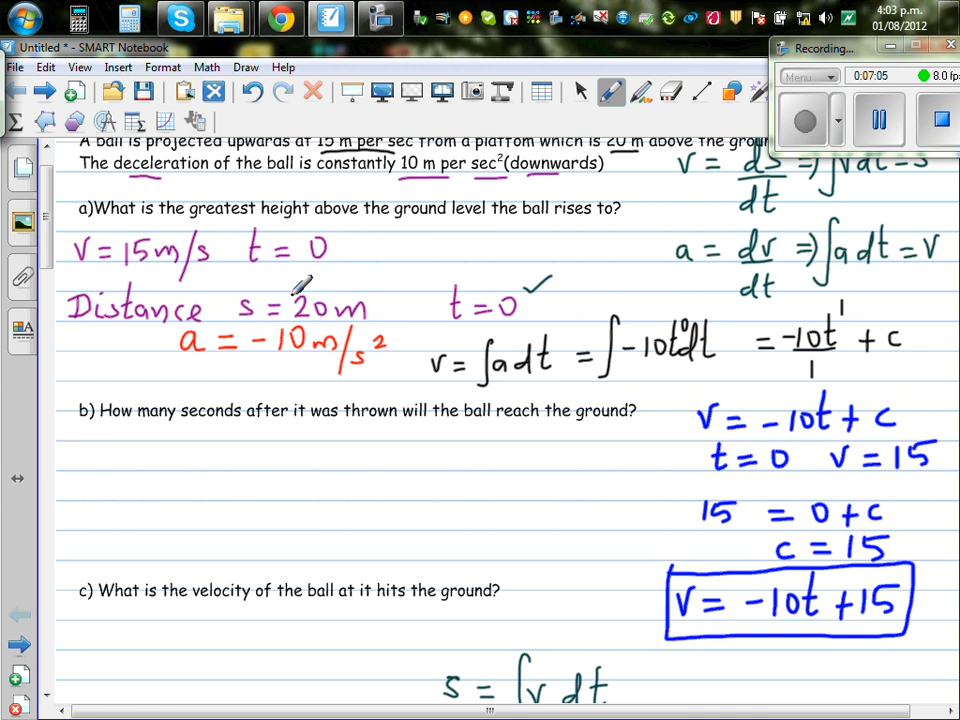 4:03 p.m.
01/08/2012
Untitled * - SMART Notebook
Recording...
File Edit View Insert Format Math Draw Help
Menu
0:07:05
8.0 fp
A ball is projected upwards at 15 m per sec from a platfom which is 20 m above the grou
The deceleration of the ball is constantly 10 m per sec²(downwards)
v = ds/dt => ∫vdt = s
a)What is the greatest height above the ground level the ball rises to?
v = 15m/s t = 0
a = dv/dt => ∫a dt = v
Distance s = 20m t = 0 ✓
a = -10m/s²
v = ∫a dt = ∫-10t⁰dt = -10t¹/1 + c
b) How many seconds after it was thrown will the ball reach the ground?
v = -10t + c
t = 0 v = 15
15 = 0 + c
c = 15
c) What is the velocity of the ball at it hits the ground?
v = -10t + 15
s = ∫v dt